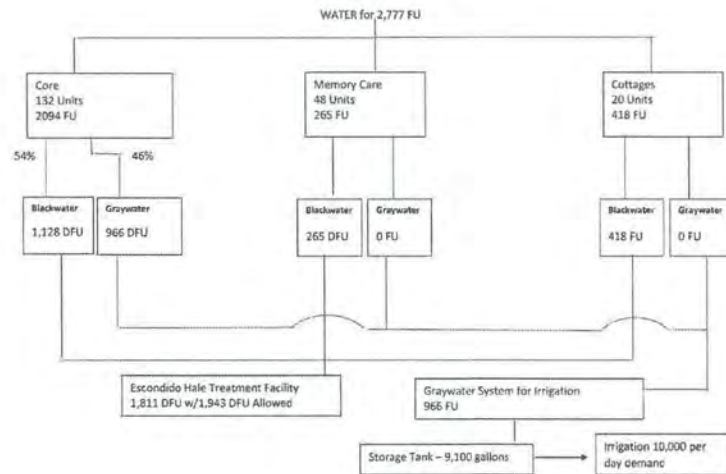 WATER for 2,777 FU
Core
132 Units
2094 FU
Memory Care
48 Units
265 FU
Cottages
20 Units
418 FU
54%
46%
Blackwater
1,128 DFU
Graywater
966 DFU
Blackwater
265 DFU
Graywater
0 FU
Blackwater
418 FU
Graywater
0 FU
Escondido Hale Treatment Facility
1,811 DFU w/1,943 DFU Allowed
Graywater System for Irrigation
966 FU
Storage Tank – 9,100 gallons
Irrigation 10,000 per
day demand